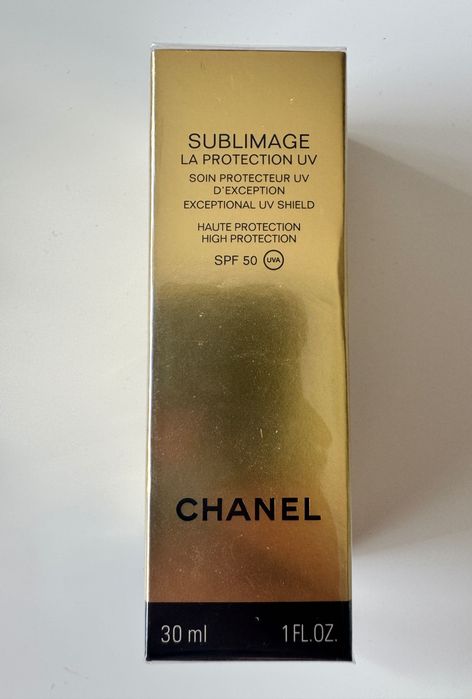 SUBLIMAGE
LA PROTECTION UV
SOIN PROTECTEUR UV
D'EXCEPTION
EXCEPTIONAL UV SHIELD
HAUTE PROTECTION
HIGH PROTECTION
SPF 50 UVA
CHANEL
30 ml 1 FL.OZ.